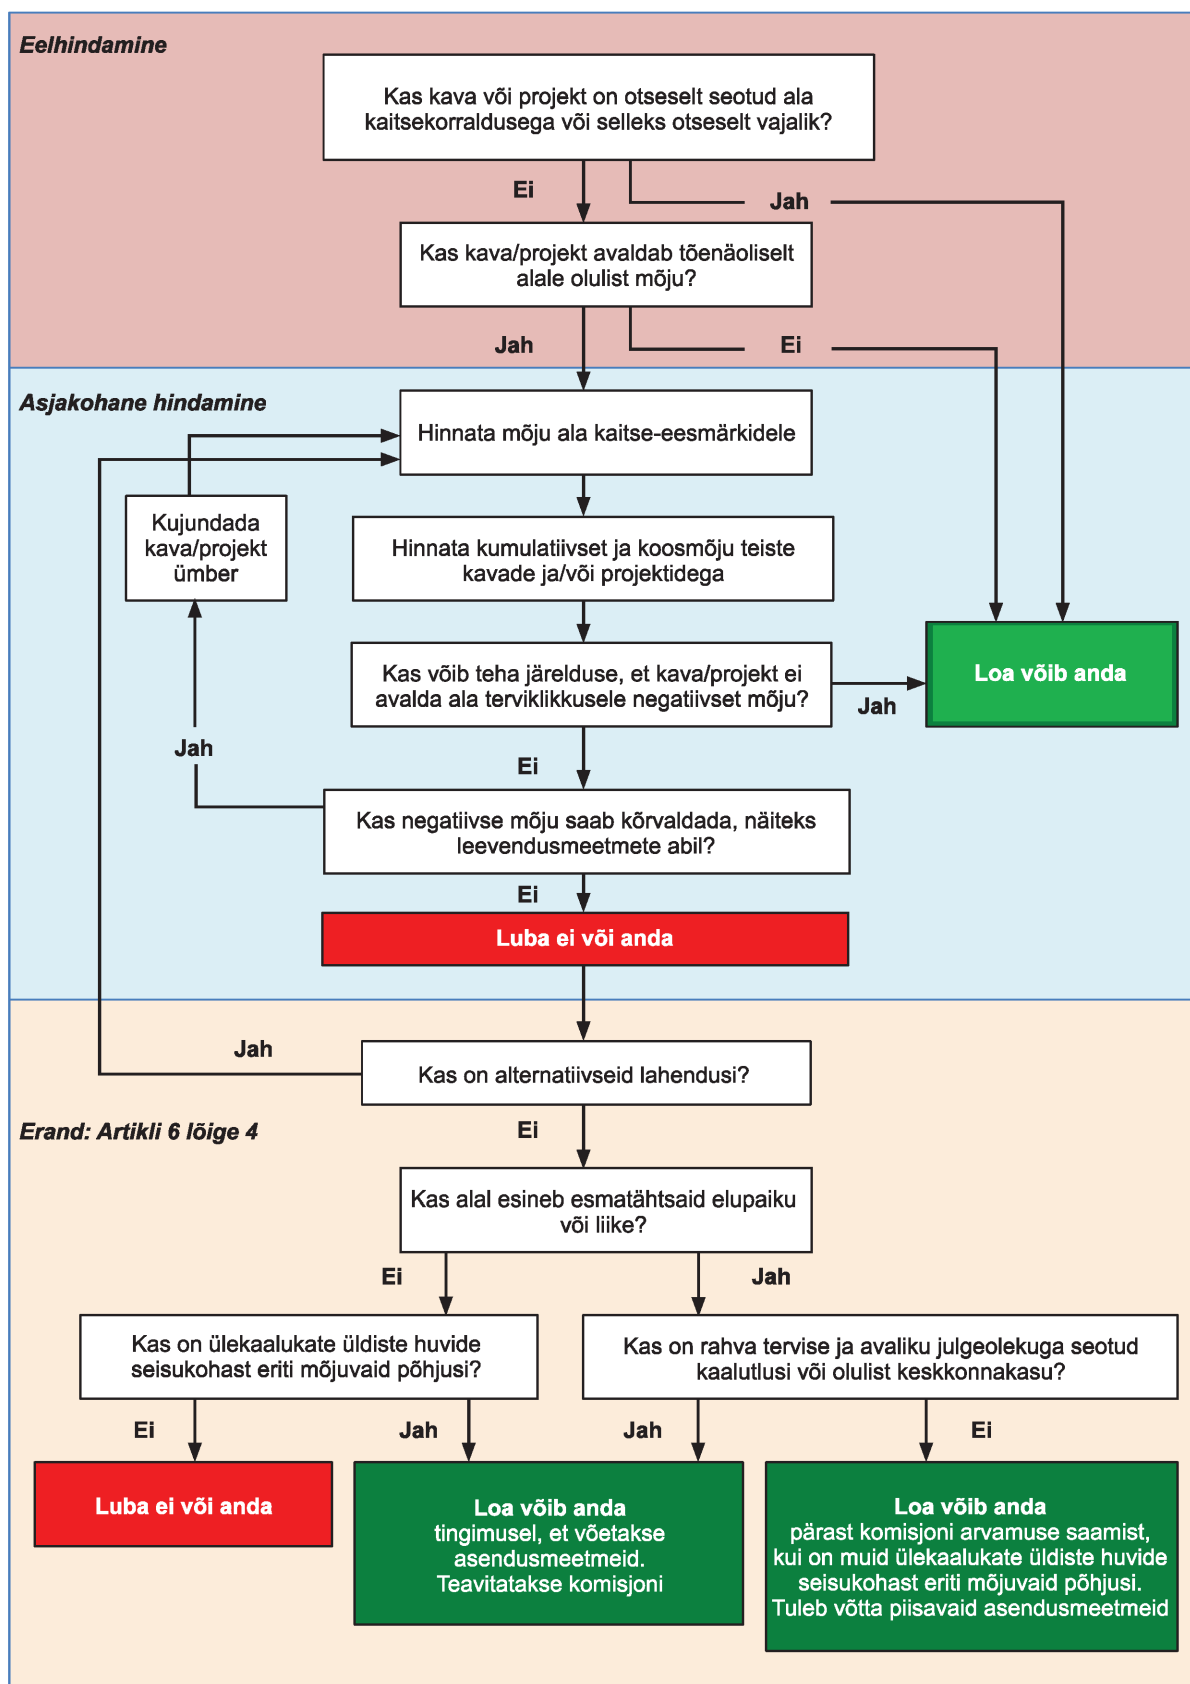 Eelhindamine
Kas kava või projekt on otseselt seotud ala
kaitsekorraldusega või selleks otseselt vajalik?
Ei
Jah
Kas kava/projekt avaldab tõenäoliselt
alale olulist mõju?
Jah
Ei
Asjakohane hindamine
Hinnata mõju ala kaitse-eesmärkidele
Kujundada
kava/projekt
ümber
Hinnata kumulatiivset ja koosmõju teiste
kavade ja/või projektidega
Kas võib teha järelduse, et kava/projekt ei
avalda ala terviklikkusele negatiivset mõju?
Jah
Loa võib anda
Jah
Ei
Kas negatiivse mõju saab kõrvaldada, näiteks
leevendusmeetmete abil?
Ei
Luba ei või anda
Jah
Kas on alternatiivseid lahendusi?
Erand: Artikli 6 lõige 4
Ei
Kas alal esineb esmatähtsaid elupaiku
või liike?
Ei
Jah
Kas on ülekaalukate üldiste huvide
seisukohast eriti mõjuvaid põhjusi?
Kas on rahva tervise ja avaliku julgeolekuga seotud
kaalutlusi või olulist keskkonnakasu?
Ei
Jah
Jah
Ei
Luba ei või anda
Loa võib anda
tingimusel, et võetakse
asendusmeetmeid.
Teavitatakse komisjoni
Loa võib anda
pärast komisjoni arvamuse saamist,
kui on muid ülekaalukate üldiste huvide
seisukohast eriti mõjuvaid põhjusi.
Tuleb võtta piisavaid asendusmeetmeid